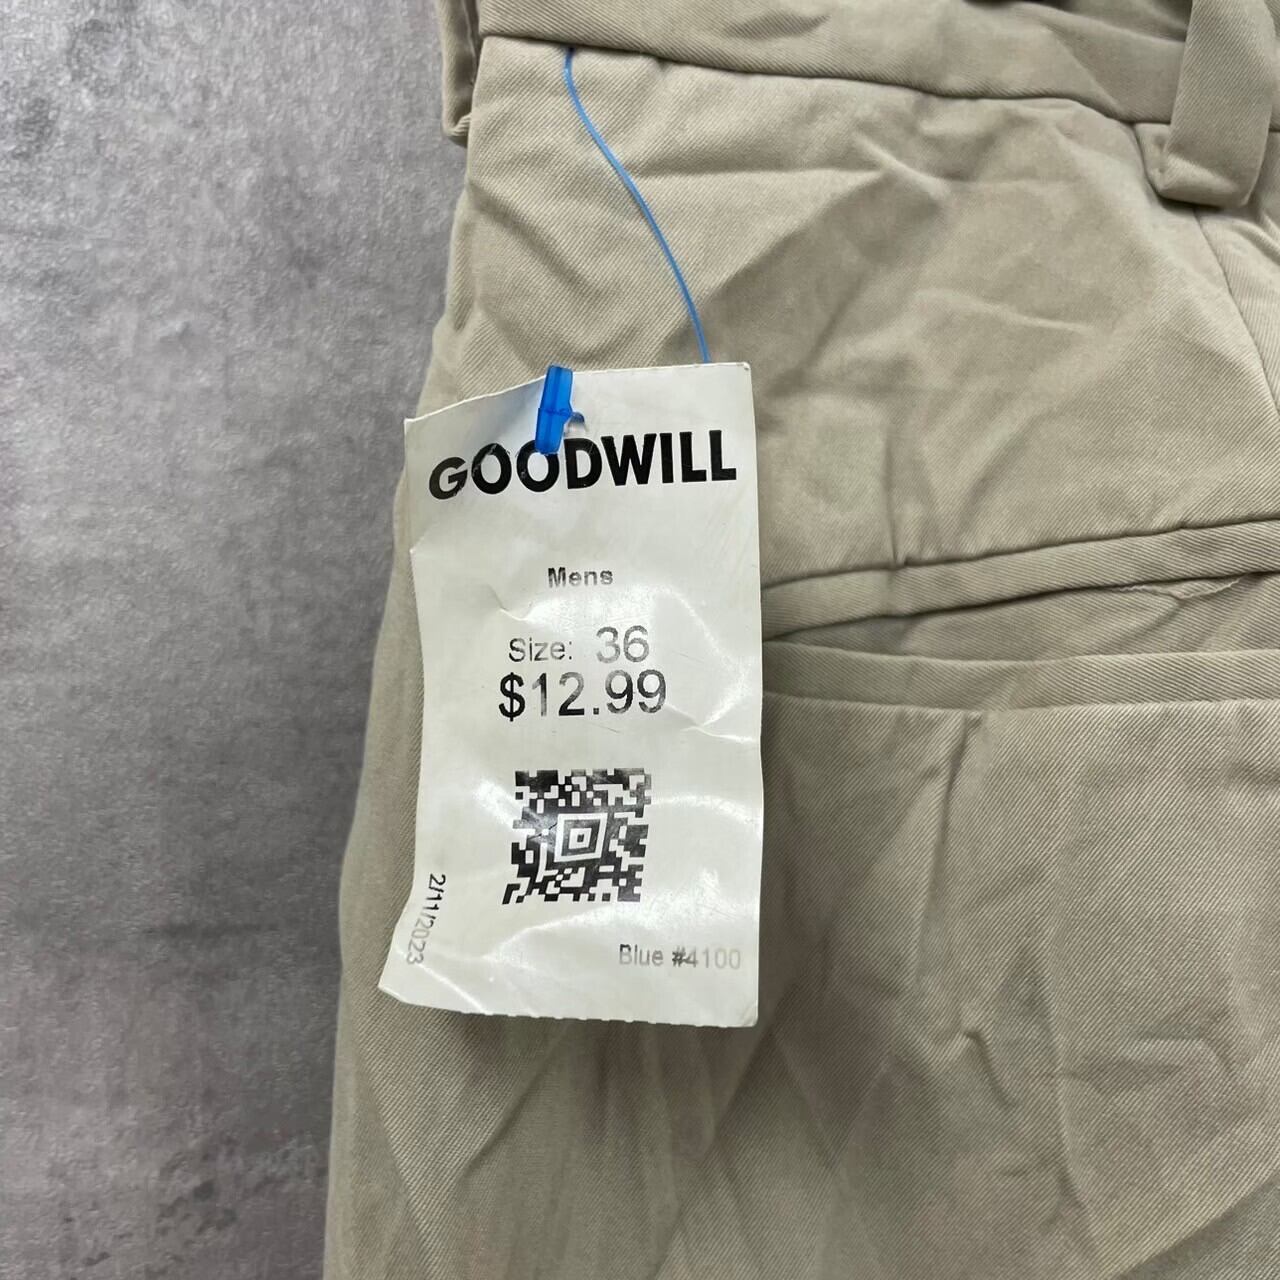 GOODWILL
Mens
Size: 36
$12.99
2/11/2023
Blue #4100